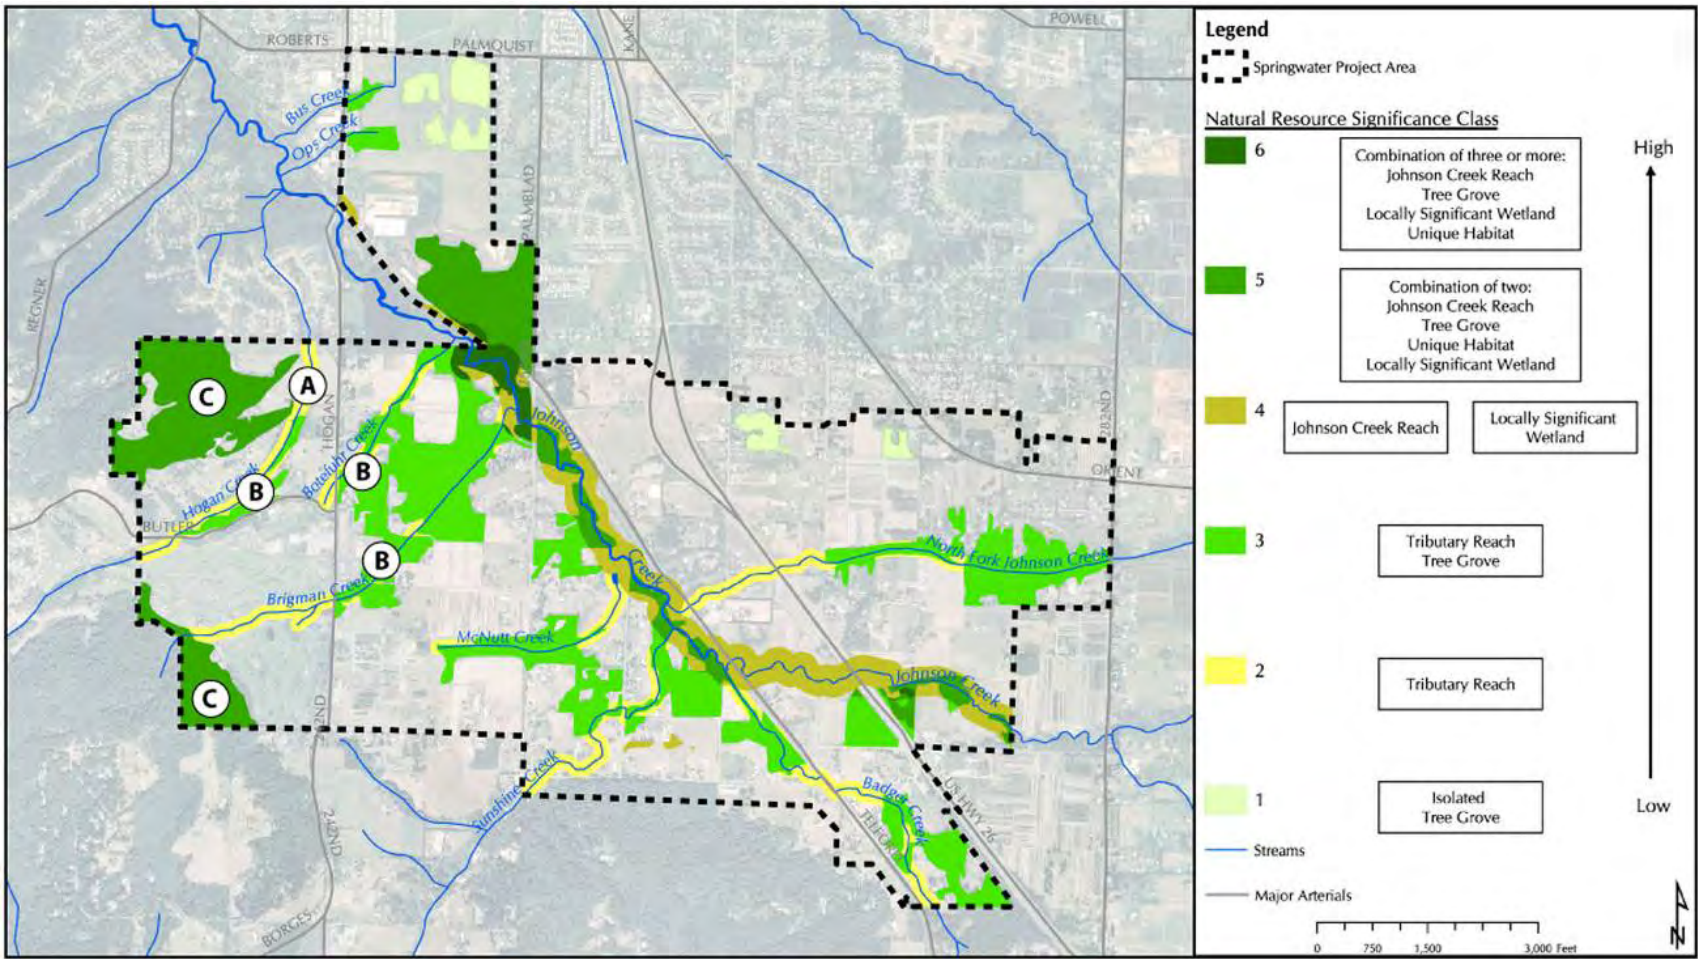 ROBERTS
PALMQUIST
KANE
POWELL
Bus Creek
Ops Creek
PALMBLAD
REGNER
C
A
HOGAN
Botefuhr Creek
B
Hogan Creek
B
BUTLER
Johnson
282ND
ORIENT
B
Brigman Creek
North Fork Johnson Creek
Creek
McNutt Creek
Johnson Creek
C
Sunshine Creek
Badger Creek
US HWY 26
TELFORD
242ND
BORGES
Legend
Springwater Project Area
Natural Resource Significance Class
6
Combination of three or more:
Johnson Creek Reach
Tree Grove
Locally Significant Wetland
Unique Habitat
High
5
Combination of two:
Johnson Creek Reach
Tree Grove
Unique Habitat
Locally Significant Wetland
4
Johnson Creek Reach
Locally Significant
Wetland
3
Tributary Reach
Tree Grove
2
Tributary Reach
1
Isolated
Tree Grove
Low
Streams
Major Arterials
N
0 750 1,500 3,000 Feet